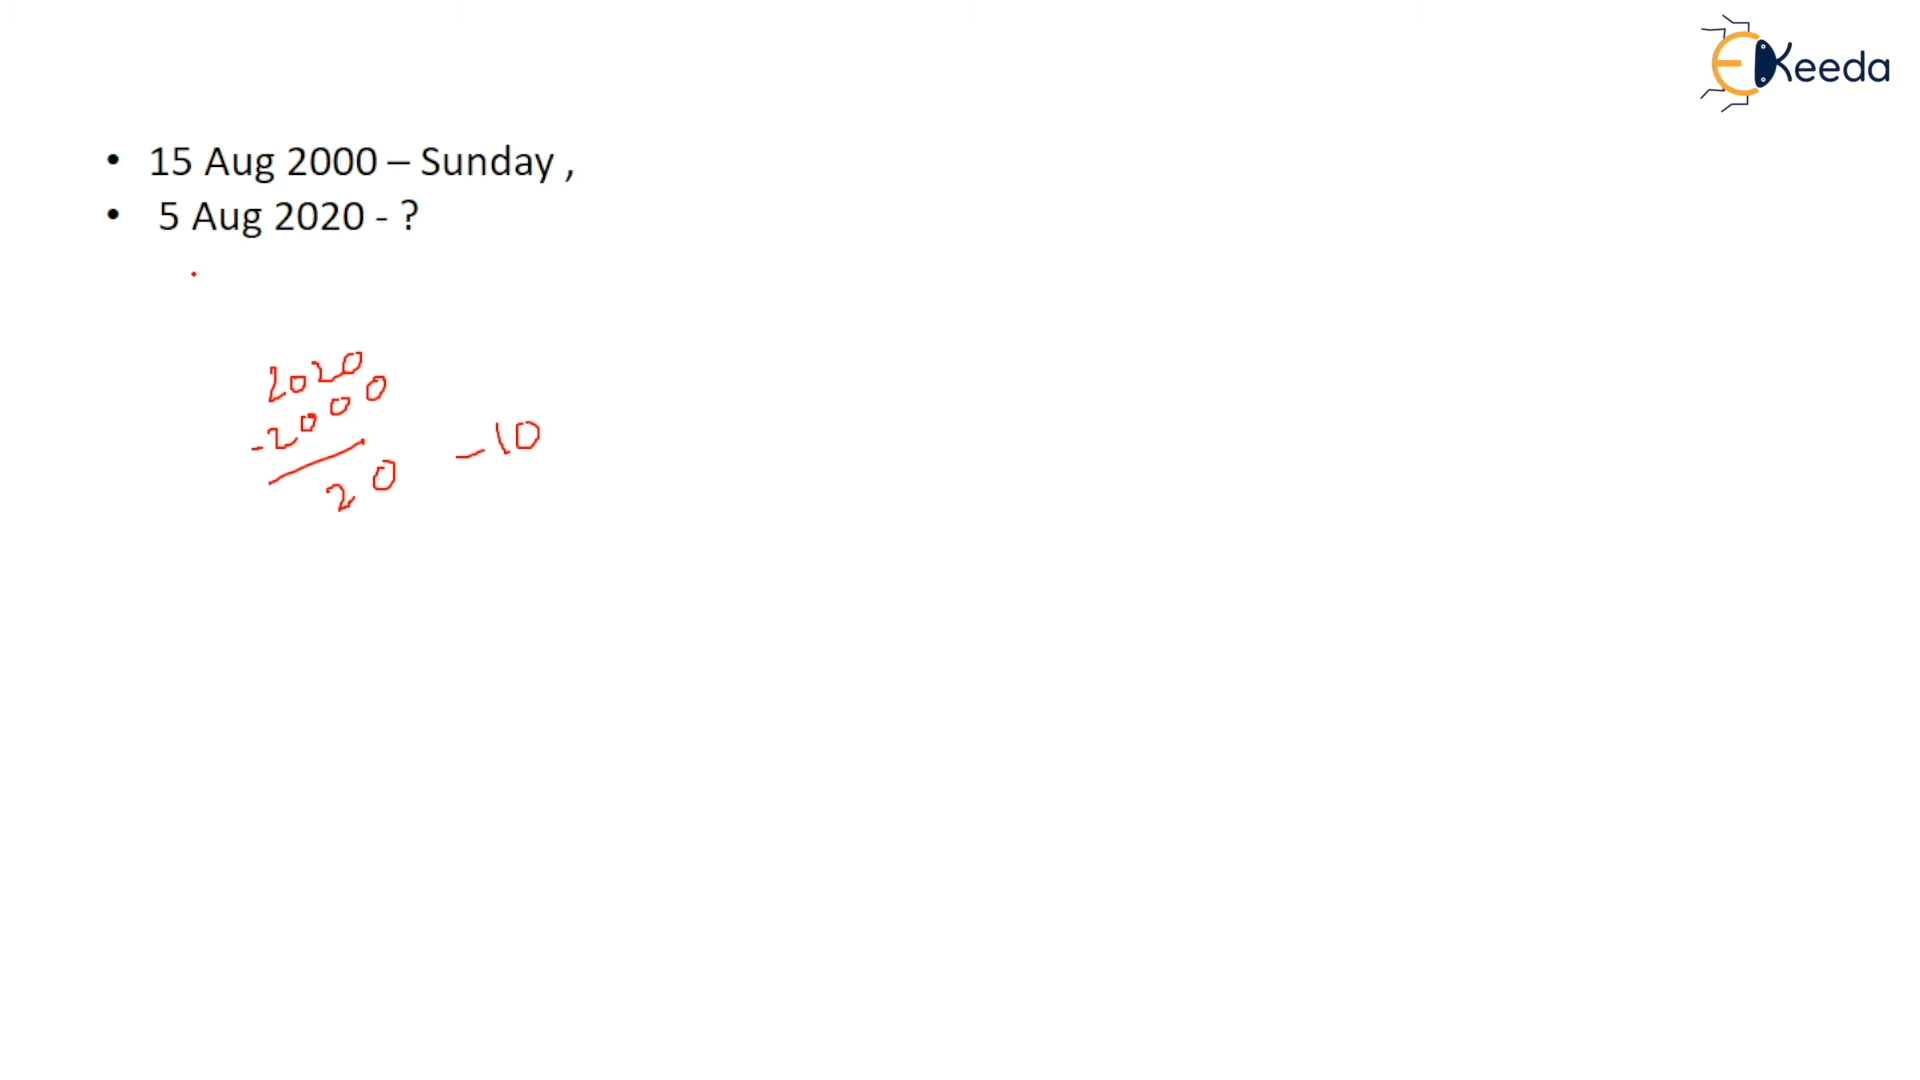 EKeeda
• 15 Aug 2000 – Sunday ,
• 5 Aug 2020 - ?
2020
-2000
20
-10